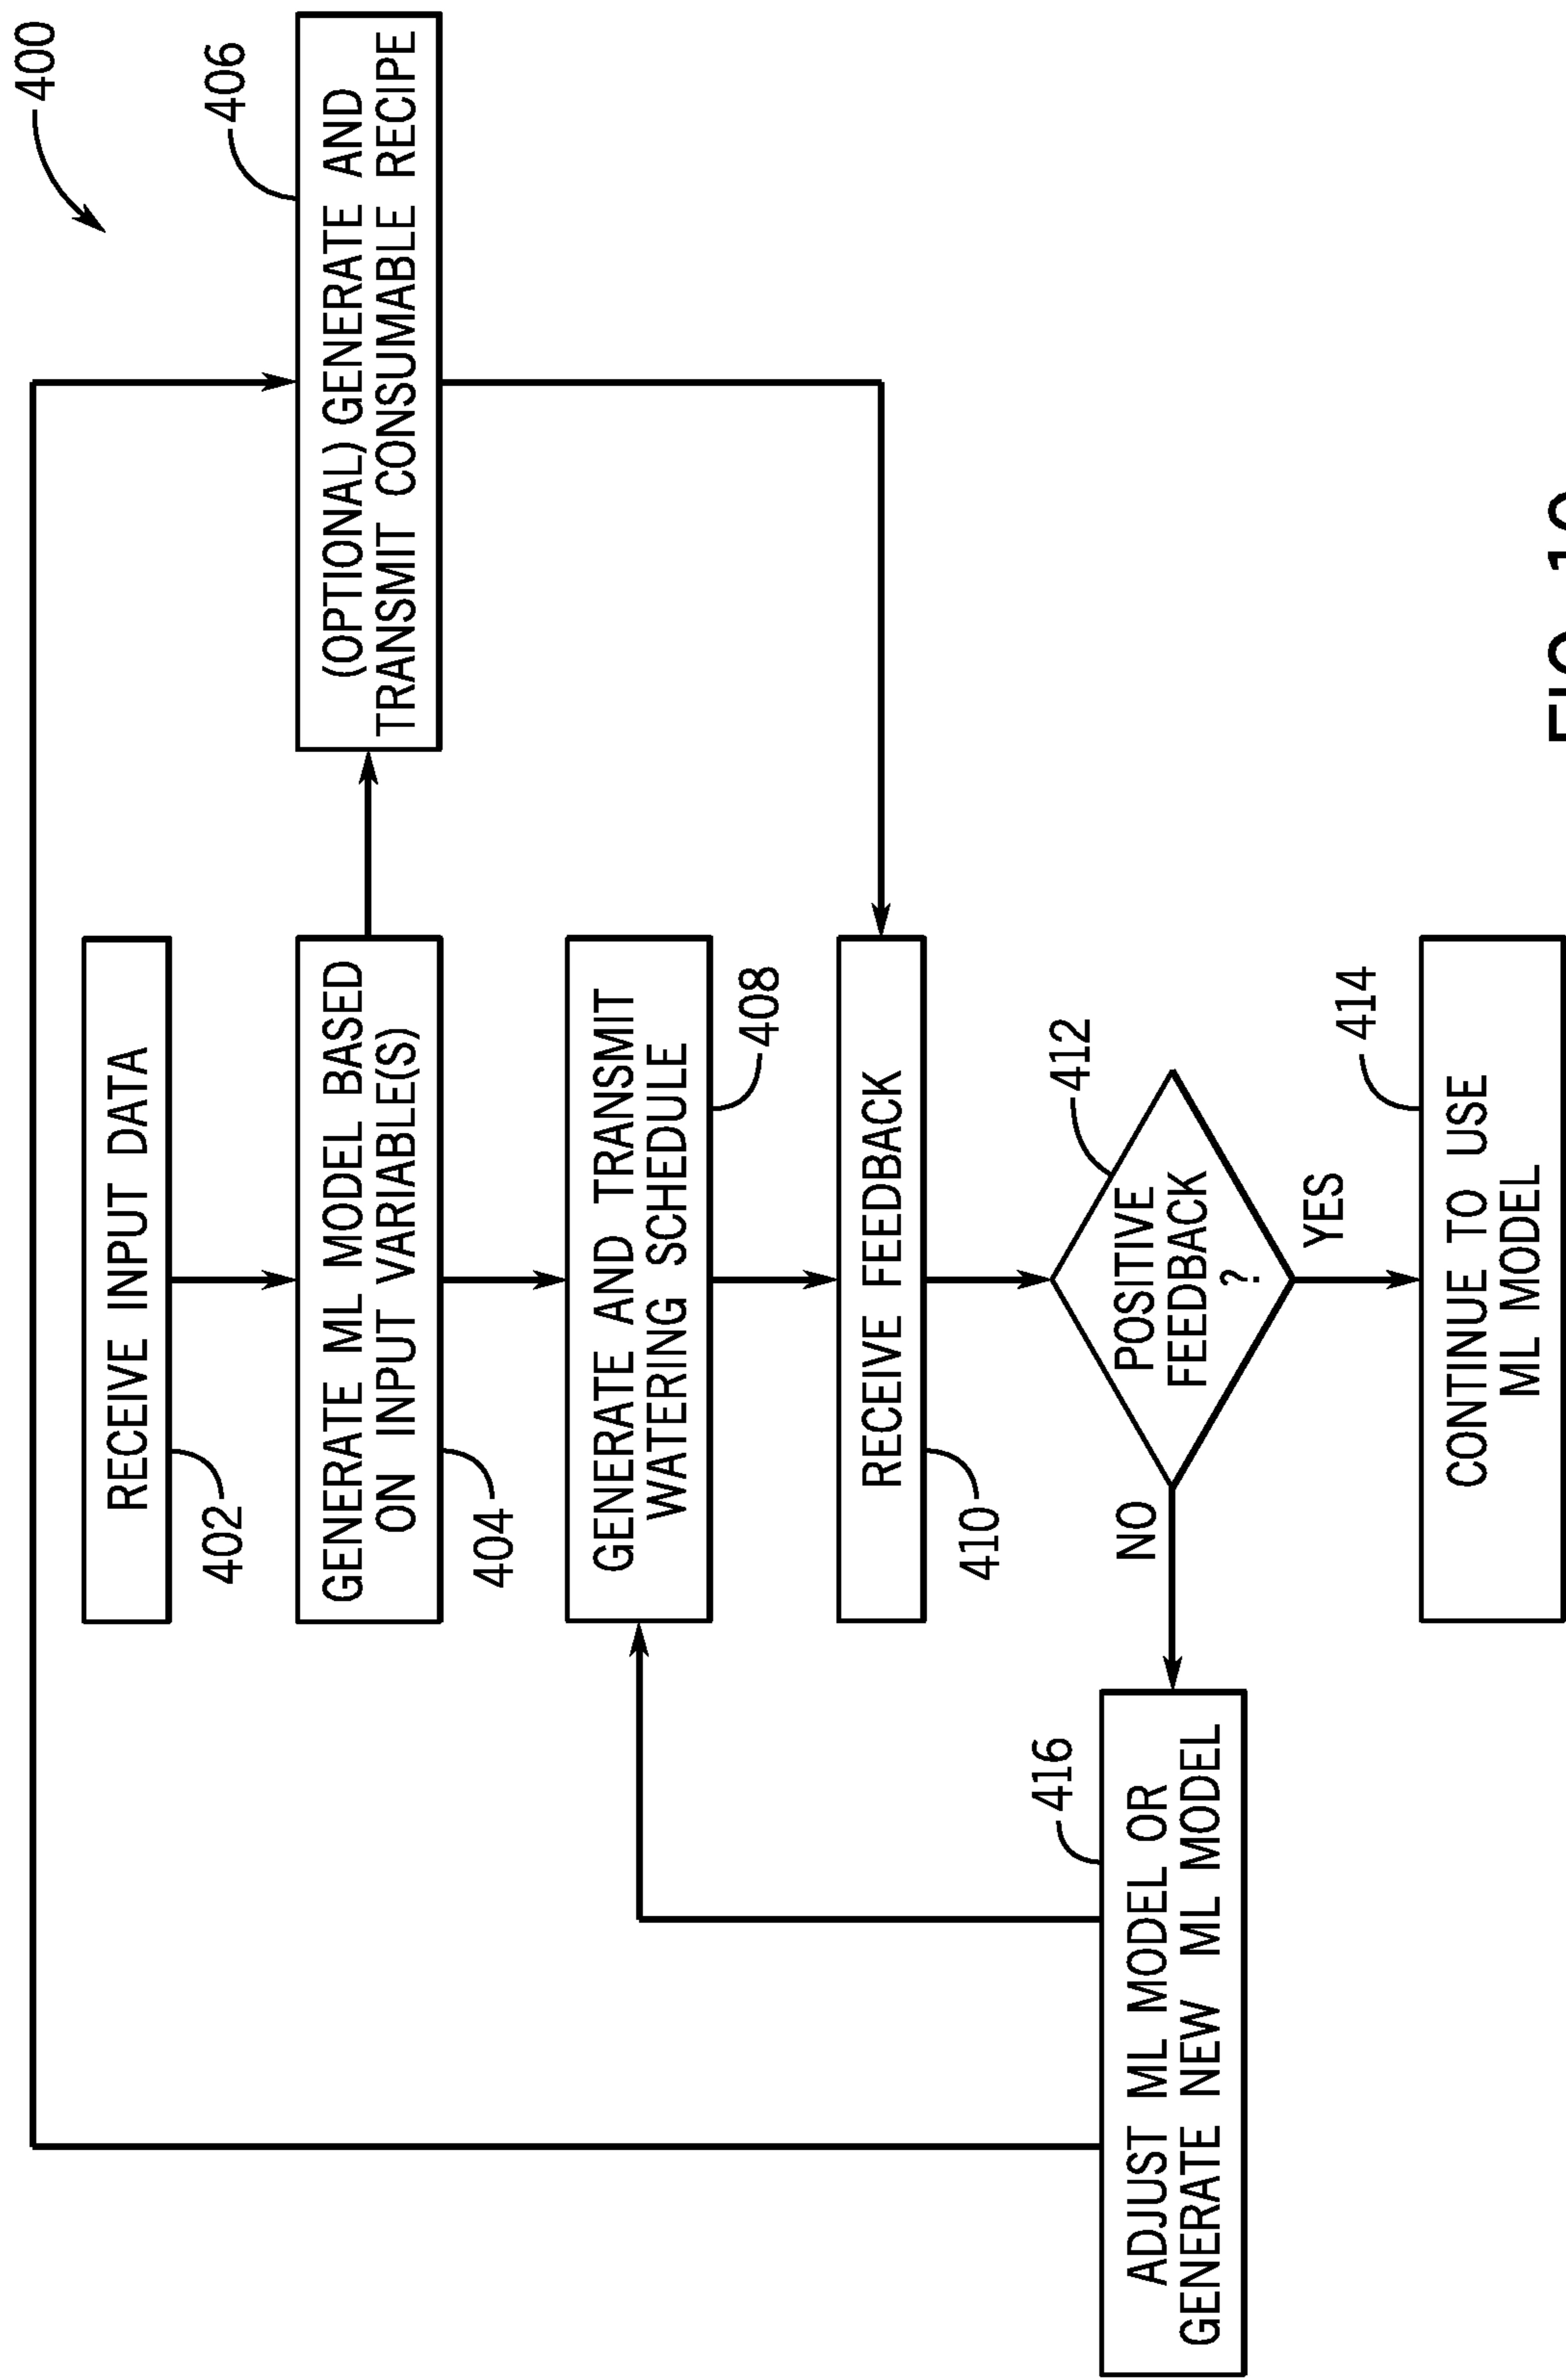 400
RECEIVE INPUT DATA
402
GENERATE ML MODEL BASED
ON INPUT VARIABLE(S)
404
(OPTIONAL) GENERATE AND
TRANSMIT CONSUMABLE RECIPE
406
GENERATE AND TRANSMIT
WATERING SCHEDULE
408
RECEIVE FEEDBACK
410
POSITIVE
FEEDBACK
?
412
NO
YES
ADJUST ML MODEL OR
GENERATE NEW ML MODEL
416
CONTINUE TO USE
ML MODEL
414